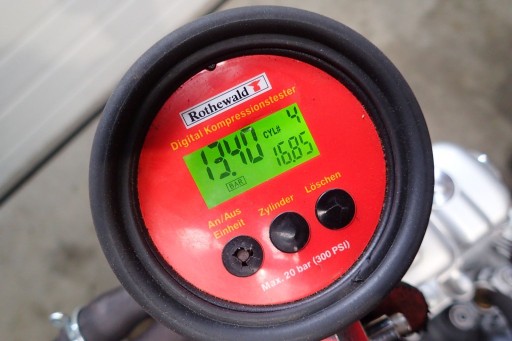 Rothewald
Digital Kompressionstester
CYL# 4
13.40 16.85
BAR
An/Aus
Einheit
Zylinder
Löschen
Max. 20 bar (300 PSI)